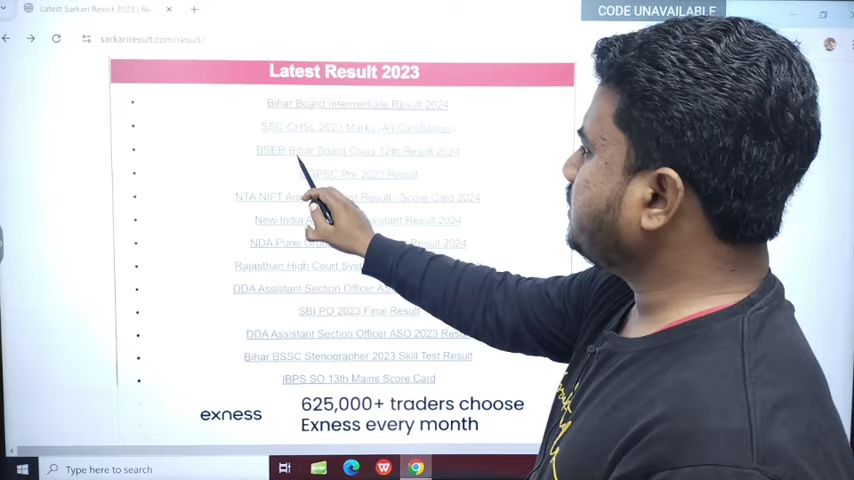 CODE UNAVAILABLE
Latest Sarkari Result 2023 | Re
sarkariresult.com/result/
Latest Result 2023
Bihar Board Intermediate Result 2024
SSC CHSL 2023 Marks (All Candidates)
BSEB Bihar Board Class 12th Result 2024
Pre 2023 Result
NTA NIFT Result, Score Card 2024
New India Assistant Result 2024
NDA Pune Result 2024
Rajasthan High Court
DDA Assistant Section Officer
SBI PO 2023 Final Result
DDA Assistant Section Officer ASO 2023
Bihar BSSC Stenographer 2023 Skill Test Result
IBPS SO 13th Mains Score Card
exness
625,000+ traders choose
Exness every month
Type here to search